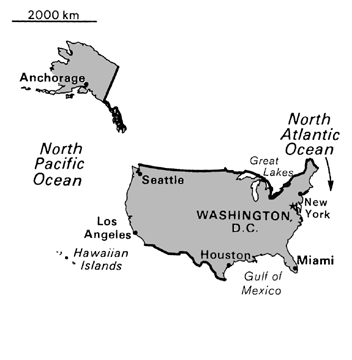 2000 km
Anchorage
North
Pacific
Ocean
North
Atlantic
Ocean
Great
Lakes
Seattle
New
York
WASHINGTON,
D.C.
Los
Angeles
Hawaiian
Islands
Houston
Miami
Gulf of
Mexico